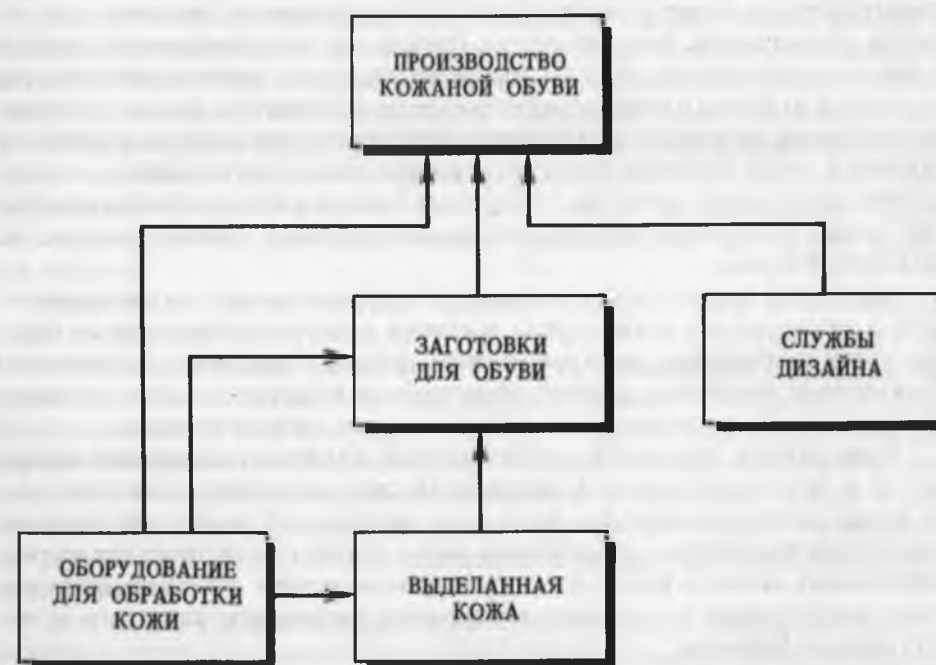 ПРОИЗВОДСТВО
КОЖАНОЙ ОБУВИ
ЗАГОТОВКИ
ДЛЯ ОБУВИ
СЛУЖБЫ
ДИЗАЙНА
ОБОРУДОВАНИЕ
ДЛЯ ОБРАБОТКИ
КОЖИ
ВЫДЕЛАННАЯ
КОЖА